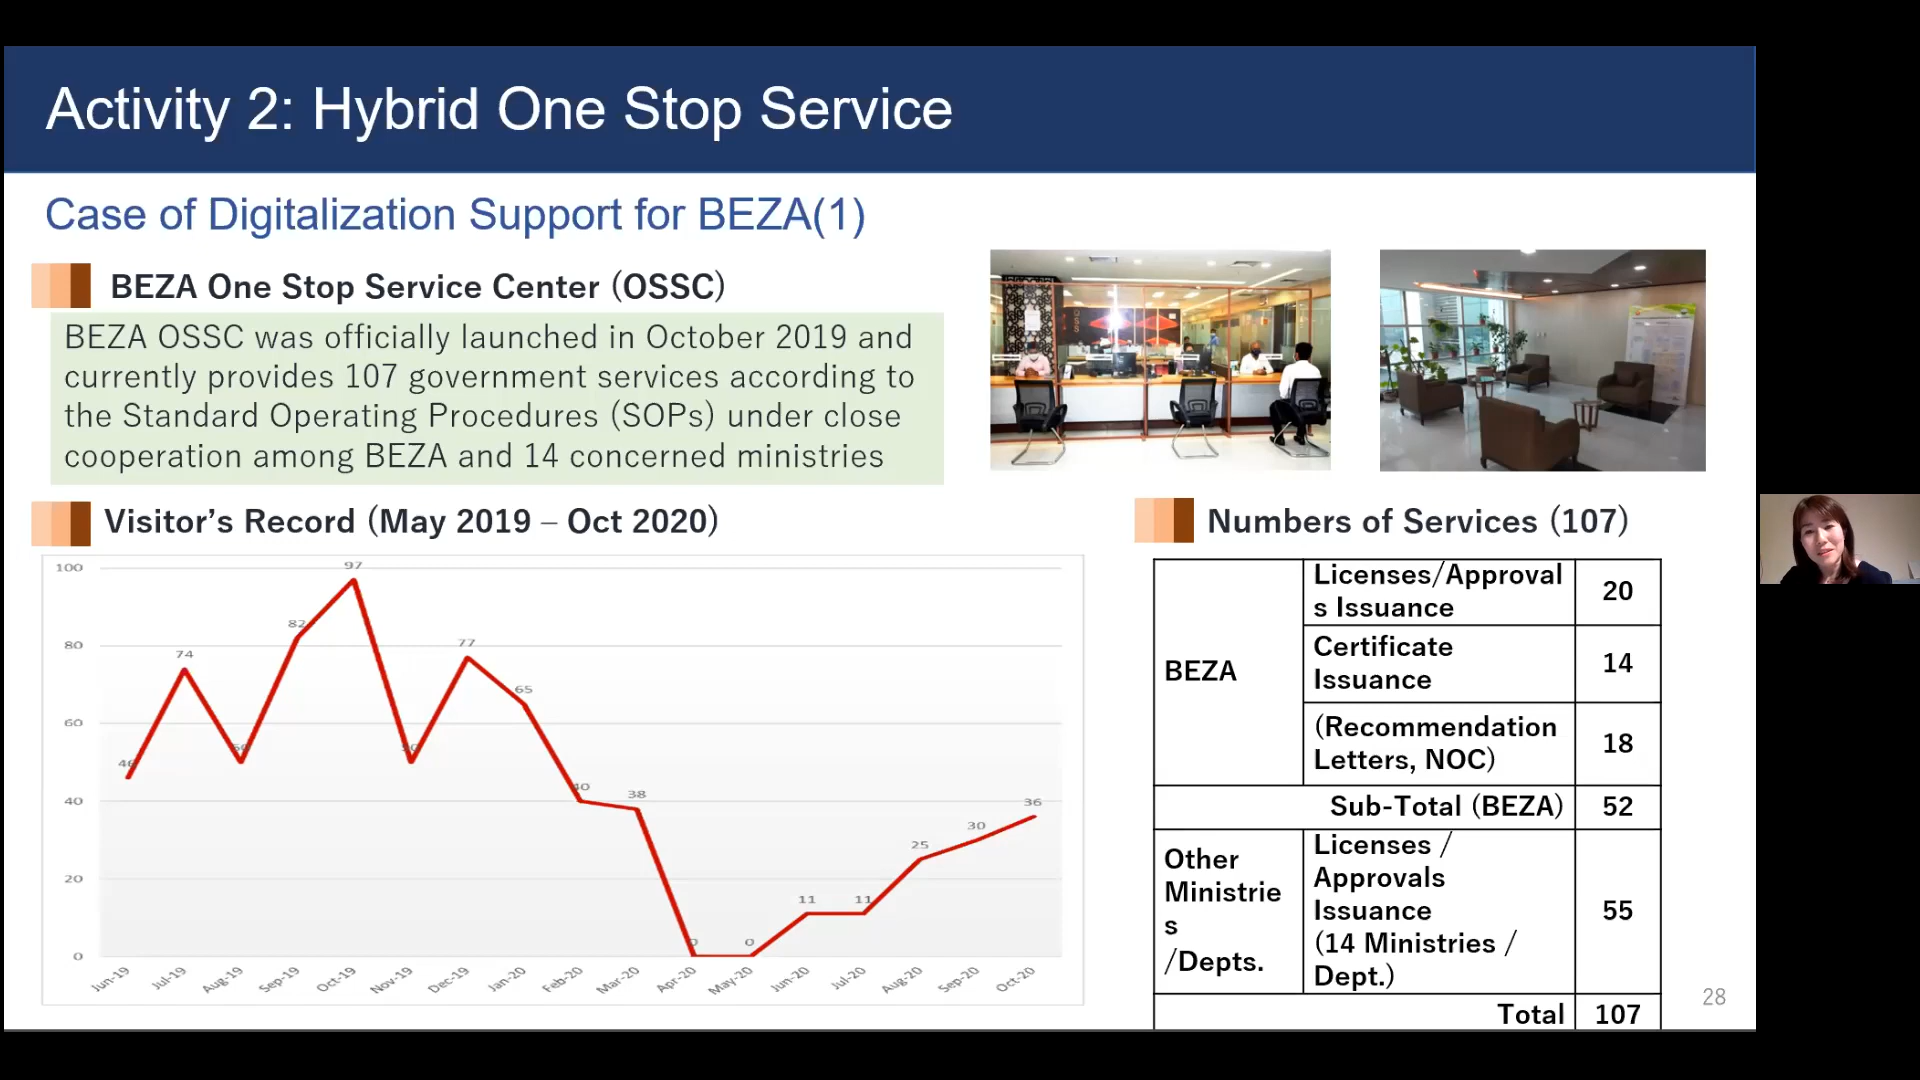 Activity 2: Hybrid One Stop Service
Case of Digitalization Support for BEZA(1)
BEZA One Stop Service Center (OSSC)
BEZA OSSC was officially launched in October 2019 and
currently provides 107 government services according to
the Standard Operating Procedures (SOPs) under close
cooperation among BEZA and 14 concerned ministries
Visitor’s Record (May 2019 – Oct 2020)
100
80
60
40
20
0
46
74
50
82
97
50
77
65
40
38
0
0
11
11
25
30
36
Jun-19
Jul-19
Aug-19
Sep-19
Oct-19
Nov-19
Dec-19
Jan-20
Feb-20
Mar-20
Apr-20
May-20
Jun-20
Jul-20
Aug-20
Sep-20
Oct-20
Numbers of Services (107)
BEZA
Licenses/Approval
s Issuance
20
Certificate
Issuance
14
(Recommendation
Letters, NOC)
18
Sub-Total (BEZA)
52
Other
Ministrie
s
/Depts.
Licenses /
Approvals
Issuance
(14 Ministries /
Dept.)
55
Total
107
28